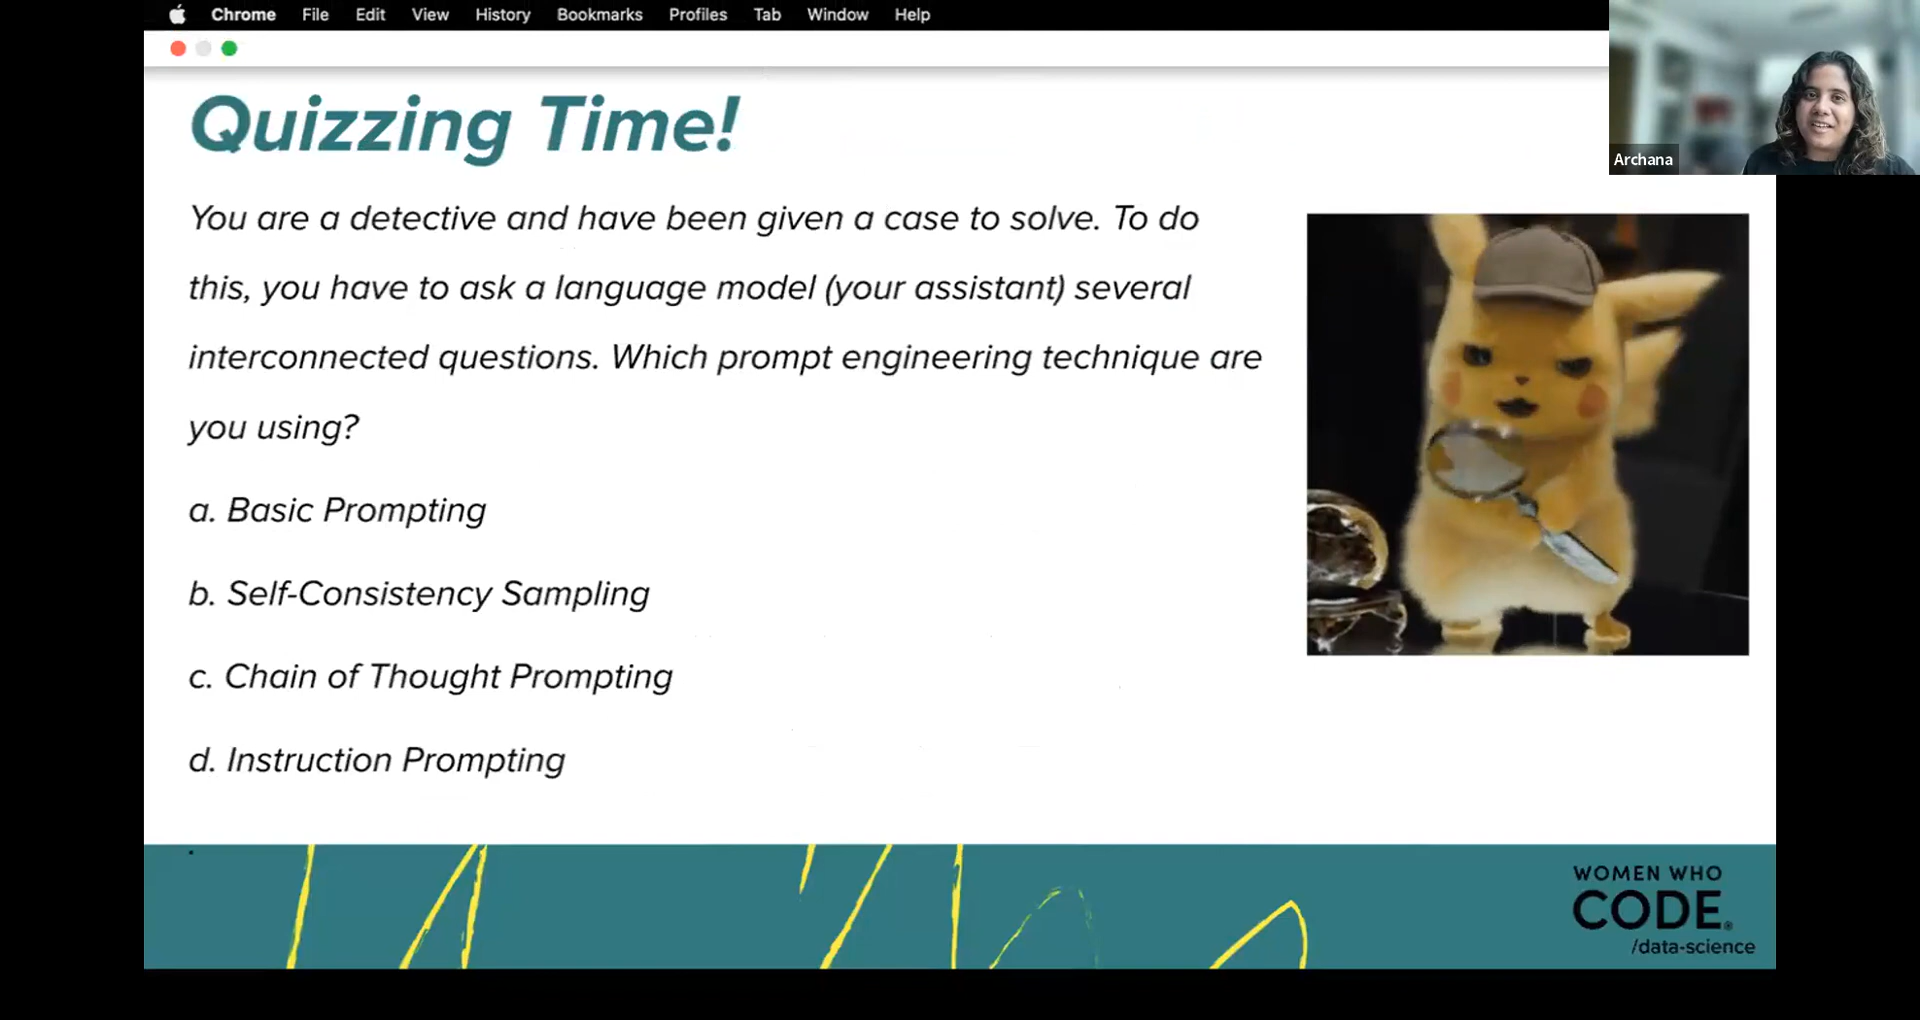 Chrome File Edit View History Bookmarks Profiles Tab Window Help
Archana
Quizzing Time!
You are a detective and have been given a case to solve. To do
this, you have to ask a language model (your assistant) several
interconnected questions. Which prompt engineering technique are
you using?
a. Basic Prompting
b. Self-Consistency Sampling
c. Chain of Thought Prompting
d. Instruction Prompting
WOMEN WHO
CODE®
/data-science